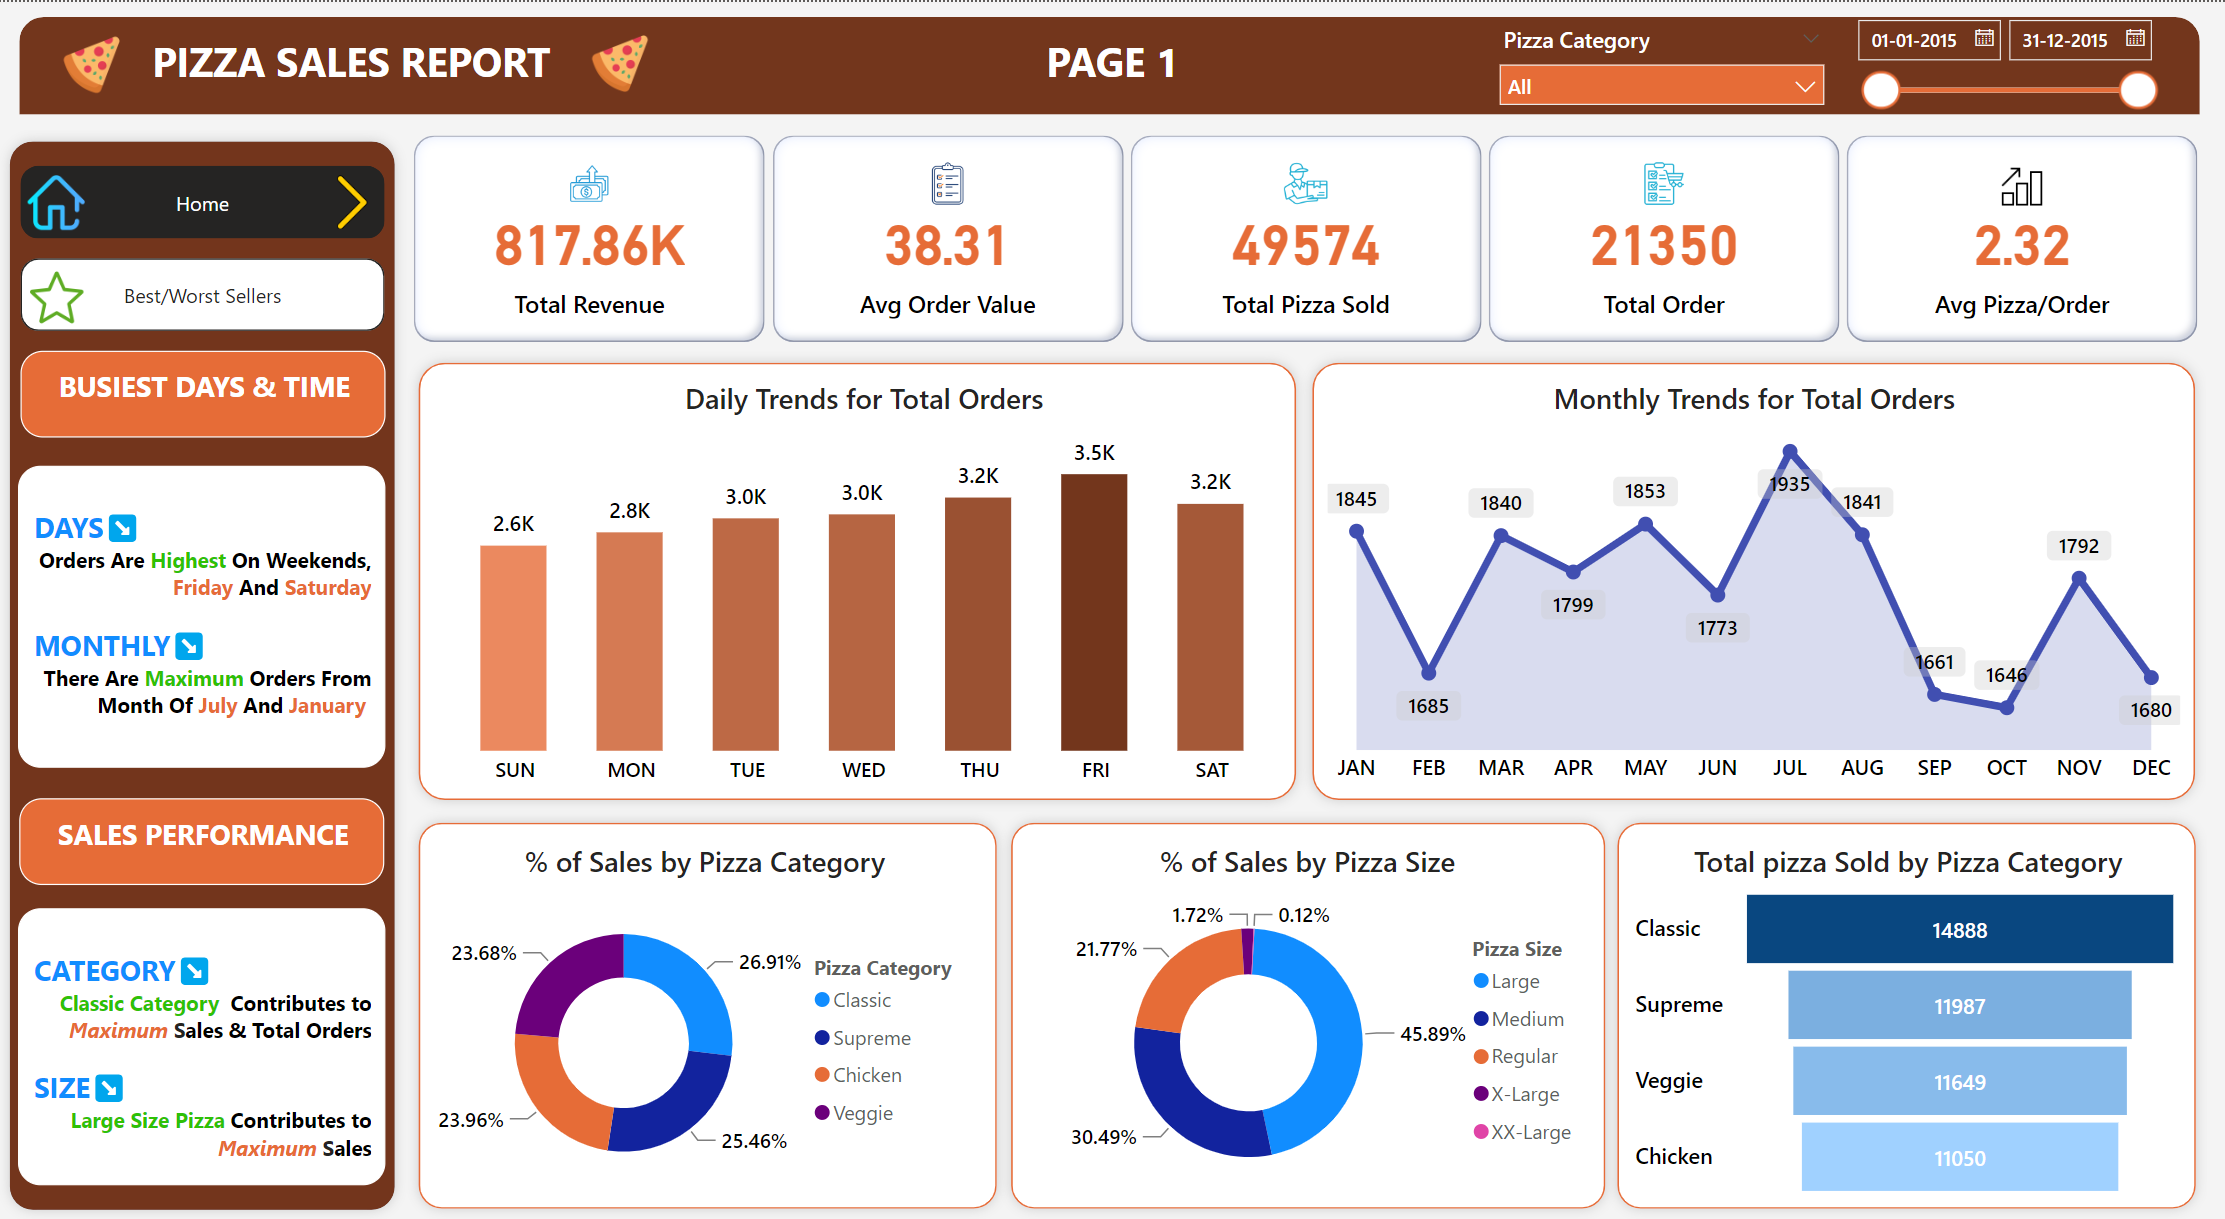 PIZZA SALES REPORT
PAGE 1
Pizza Category
All
01-01-2015
31-12-2015
Home
Best/Worst Sellers
BUSIEST DAYS & TIME
DAYS
Orders Are Highest On Weekends,
Friday And Saturday
MONTHLY
There Are Maximum Orders From
Month Of July And January
SALES PERFORMANCE
CATEGORY
Classic Category Contributes to
Maximum Sales & Total Orders
SIZE
Large Size Pizza Contributes to
Maximum Sales
817.86K
Total Revenue
38.31
Avg Order Value
49574
Total Pizza Sold
21350
Total Order
2.32
Avg Pizza/Order
Daily Trends for Total Orders
2.6K
2.8K
3.0K
3.0K
3.2K
3.5K
3.2K
SUN MON TUE WED THU FRI SAT
Monthly Trends for Total Orders
1845
1685
1840
1799
1853
1773
1935
1841
1661
1646
1792
1680
JAN FEB MAR APR MAY JUN JUL AUG SEP OCT NOV DEC
% of Sales by Pizza Category
23.68%
26.91%
23.96%
25.46%
Pizza Category
Classic
Supreme
Chicken
Veggie
% of Sales by Pizza Size
1.72%
0.12%
21.77%
45.89%
30.49%
Pizza Size
Large
Medium
Regular
X-Large
XX-Large
Total pizza Sold by Pizza Category
Classic 14888
Supreme 11987
Veggie 11649
Chicken 11050